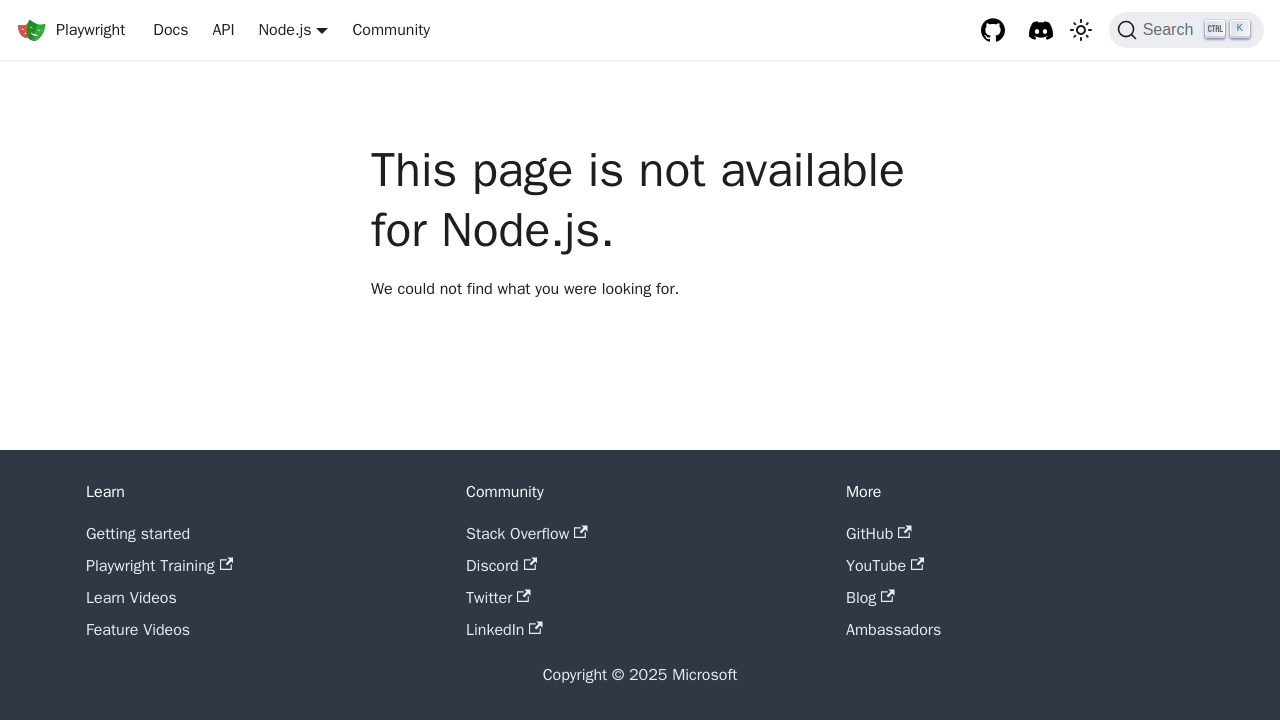 Playwright Docs API Node.js Community Search CTRL K
This page is not available
for Node.js.
We could not find what you were looking for.
Learn
Getting started
Playwright Training
Learn Videos
Feature Videos
Community
Stack Overflow
Discord
Twitter
LinkedIn
More
GitHub
YouTube
Blog
Ambassadors
Copyright © 2025 Microsoft